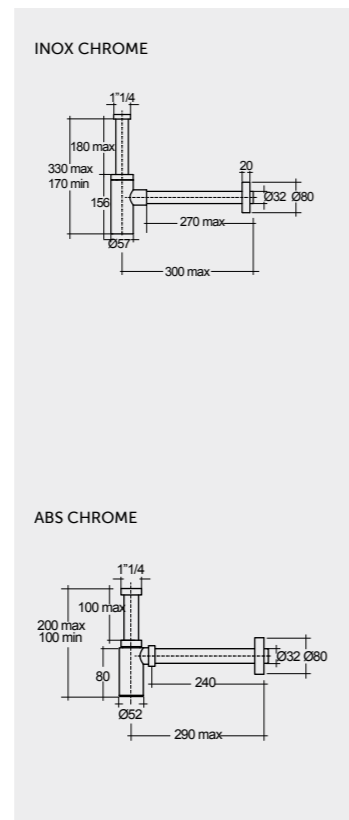 INOX CHROME
1"1/4
180 max
330 max
170 min
20
156
Ø32 Ø80
270 max
Ø57
300 max
ABS CHROME
1"1/4
100 max
200 max
100 min
Ø32 Ø80
80
240
Ø52
290 max